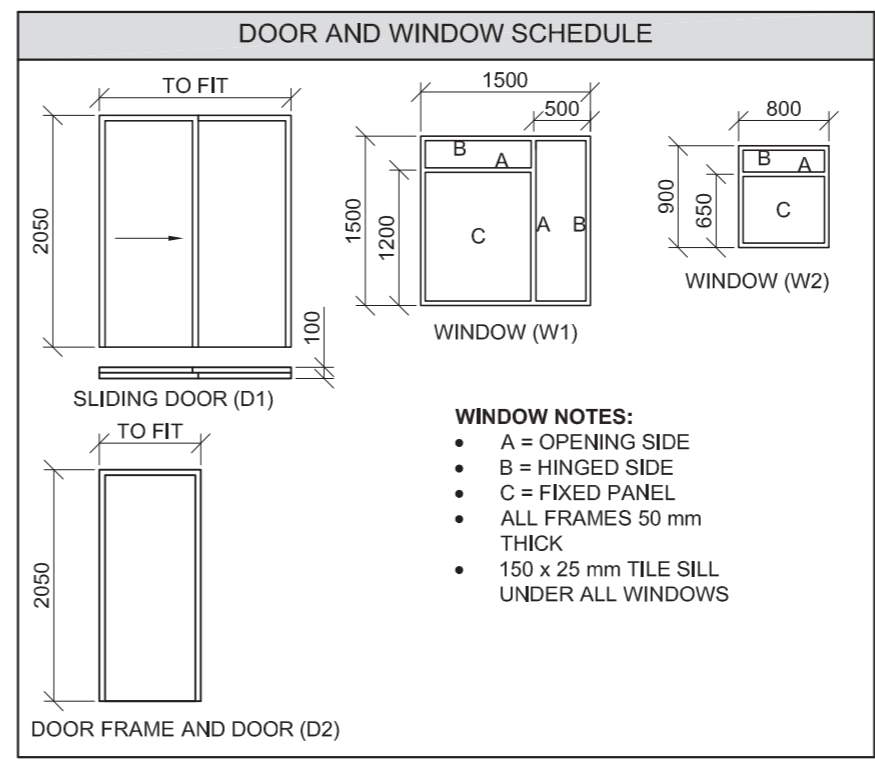 DOOR AND WINDOW SCHEDULE
TO FIT
2050
100
SLIDING DOOR (D1)
1500
500
1500
1200
B
A
C
A
B
WINDOW (W1)
800
900
650
B
A
C
WINDOW (W2)
TO FIT
2050
DOOR FRAME AND DOOR (D2)
WINDOW NOTES:
• A = OPENING SIDE
• B = HINGED SIDE
• C = FIXED PANEL
• ALL FRAMES 50 mm
THICK
• 150 x 25 mm TILE SILL
UNDER ALL WINDOWS